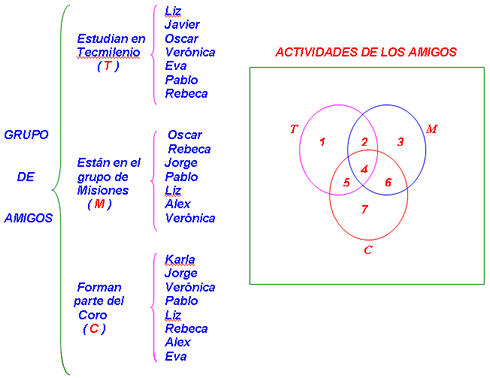 GRUPO
DE
AMIGOS
Estudian en
Tecmilenio
( T )
Liz
Javier
Oscar
Verónica
Eva
Pablo
Rebeca
Están en el
grupo de
Misiones
( M )
Oscar
Rebeca
Jorge
Pablo
Liz
Alex
Verónica
Forman
parte del
Coro
( C )
Karla
Jorge
Verónica
Pablo
Liz
Rebeca
Alex
Eva
ACTIVIDADES DE LOS AMIGOS
T
M
1
2
3
4
5
6
7
C